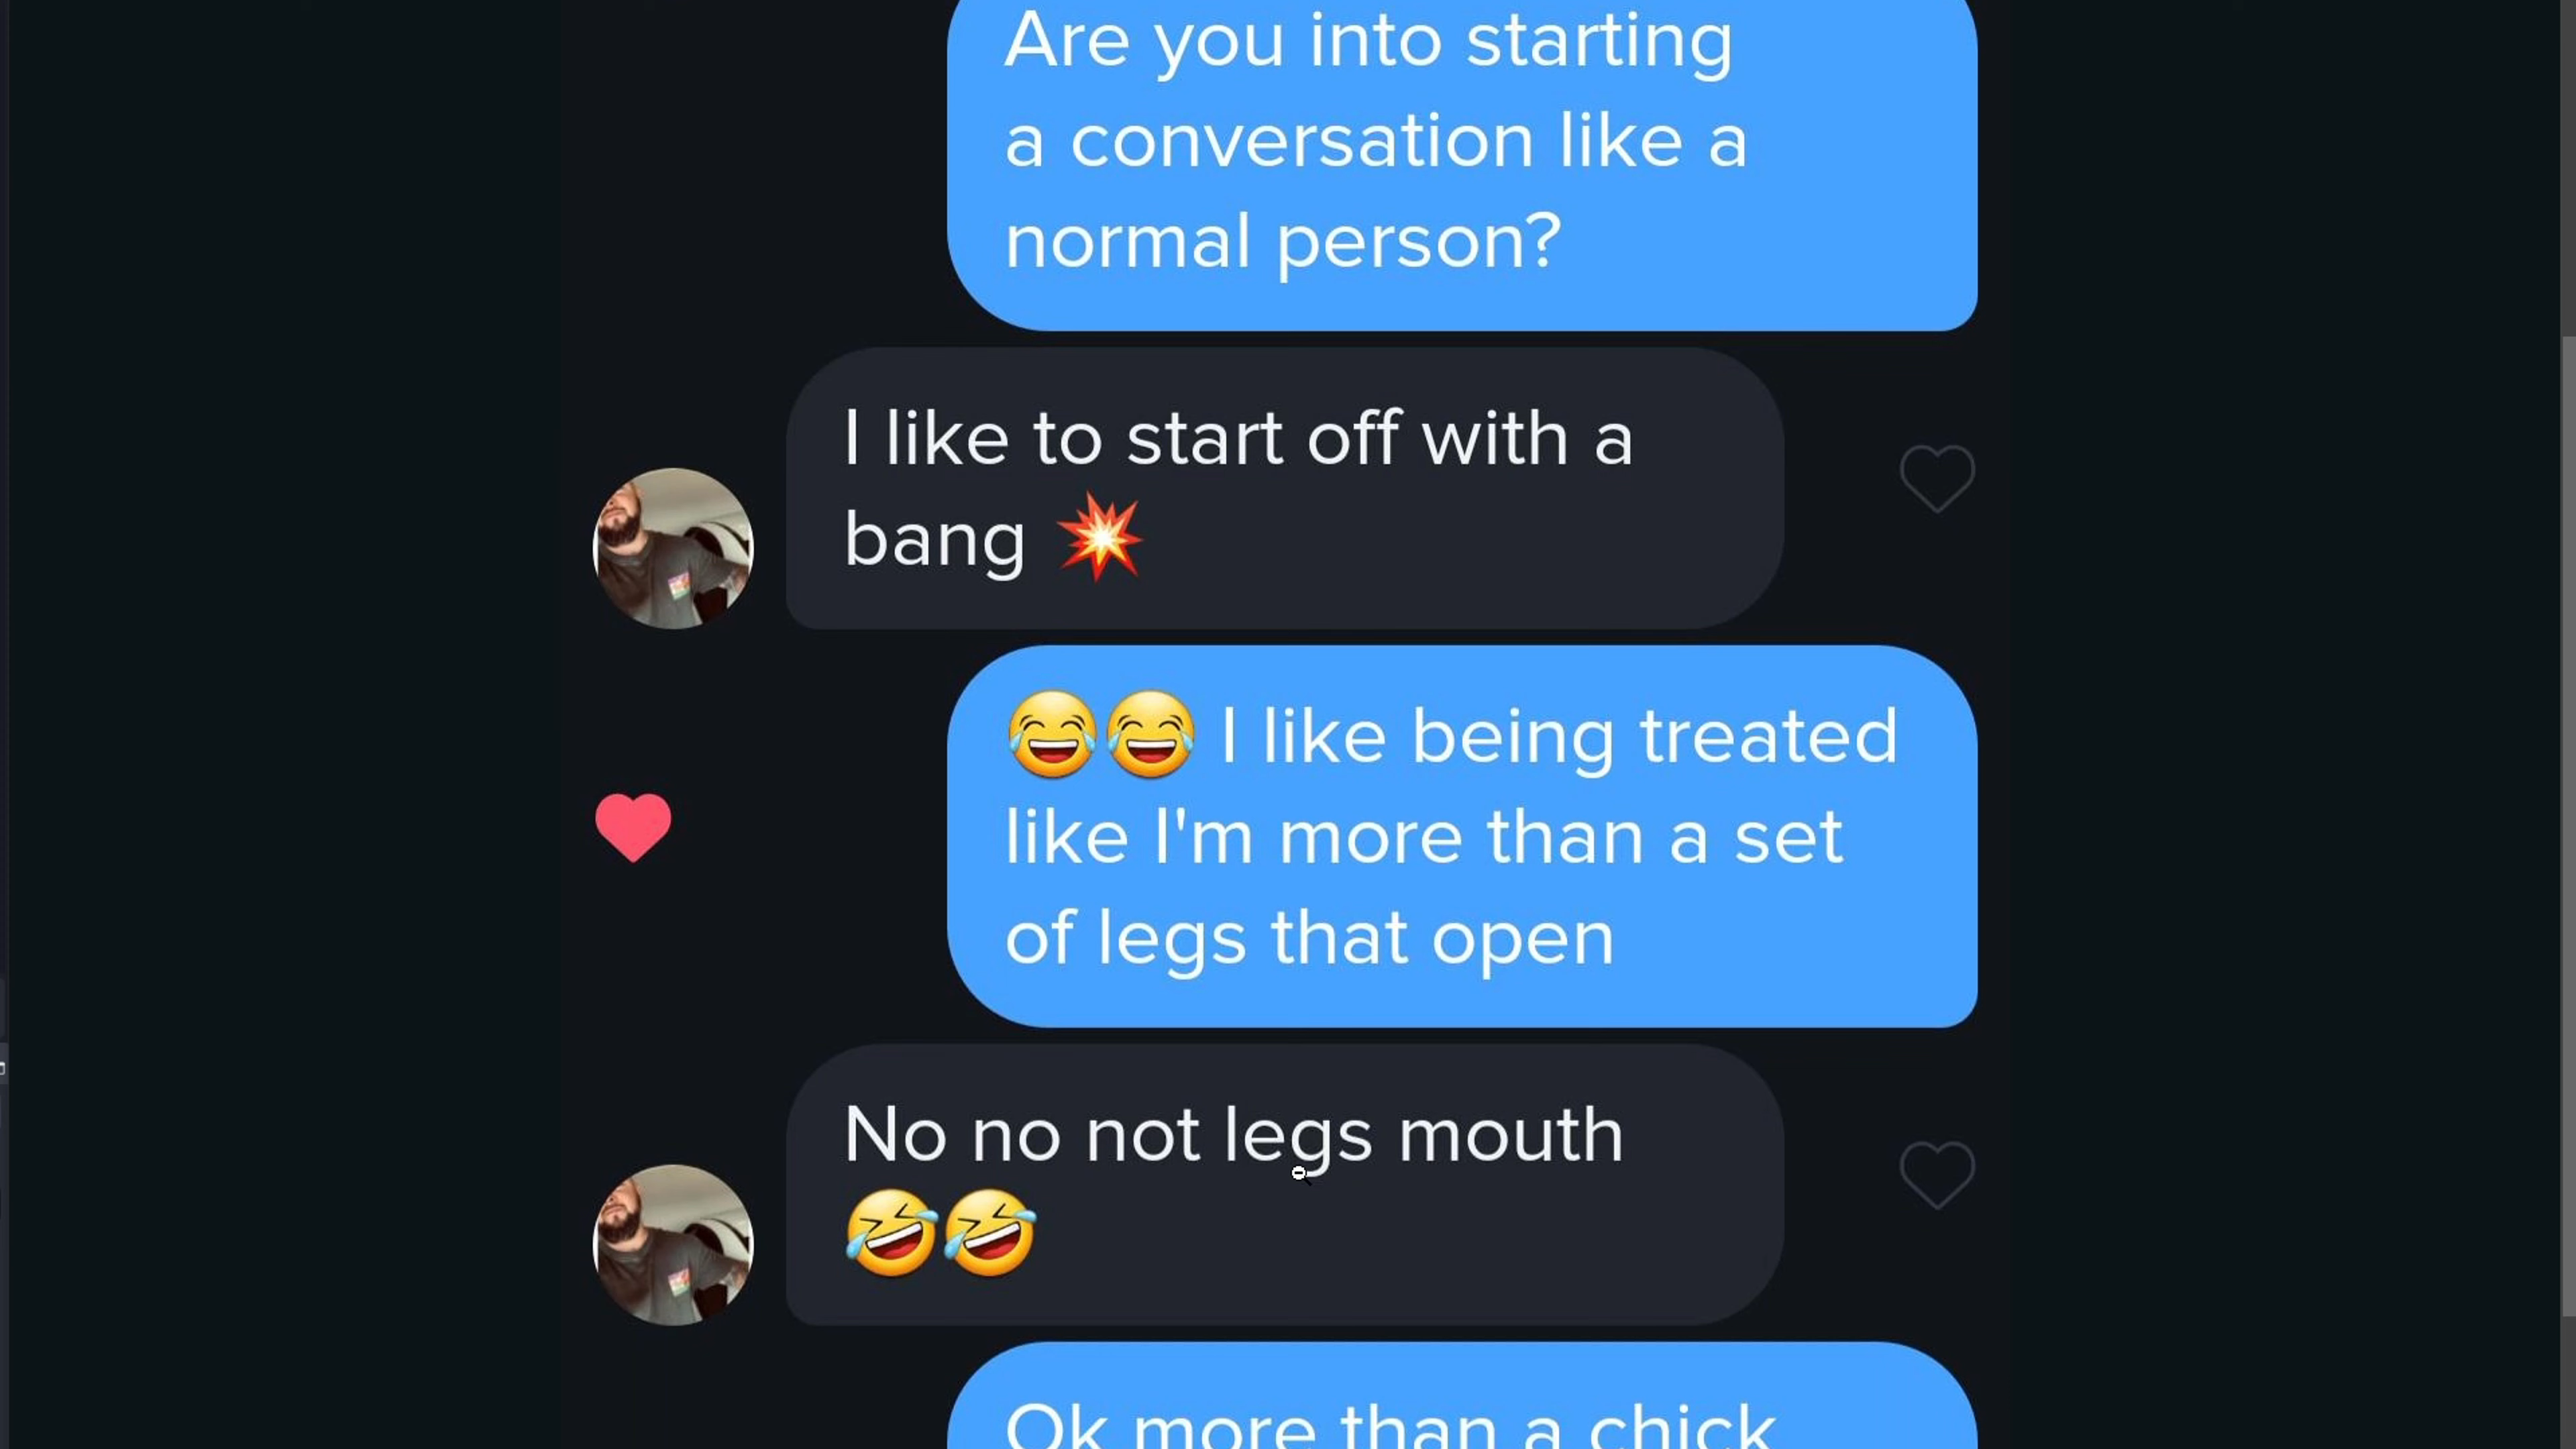 Are you into starting
a conversation like a
normal person?
I like to start off with a
bang 💥
😂😂 I like being treated
like I'm more than a set
of legs that open
No no not legs mouth
🤣🤣
Ok more than a chick